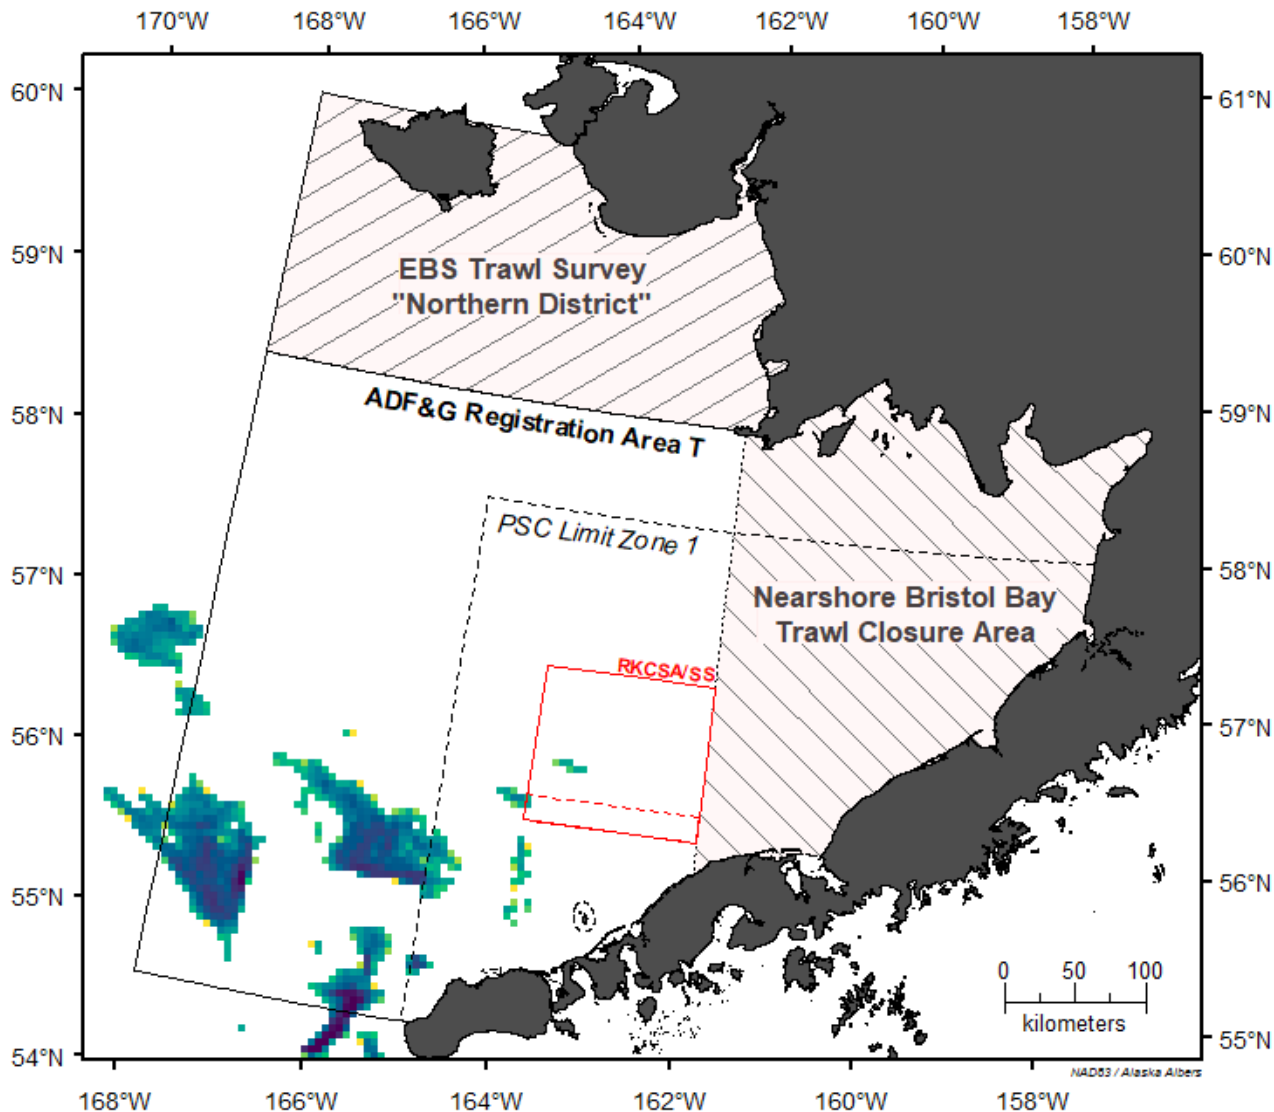 170°W 168°W 166°W 164°W 162°W 160°W 158°W
60°N
61°N
59°N
60°N
EBS Trawl Survey
"Northern District"
58°N
59°N
ADF&G Registration Area T
PSC Limit Zone 1
57°N
58°N
Nearshore Bristol Bay
Trawl Closure Area
RKCSA/SS
56°N
57°N
55°N
56°N
0 50 100
kilometers
54°N
55°N
NAD83 / Alaska Albers
168°W 166°W 164°W 162°W 160°W 158°W